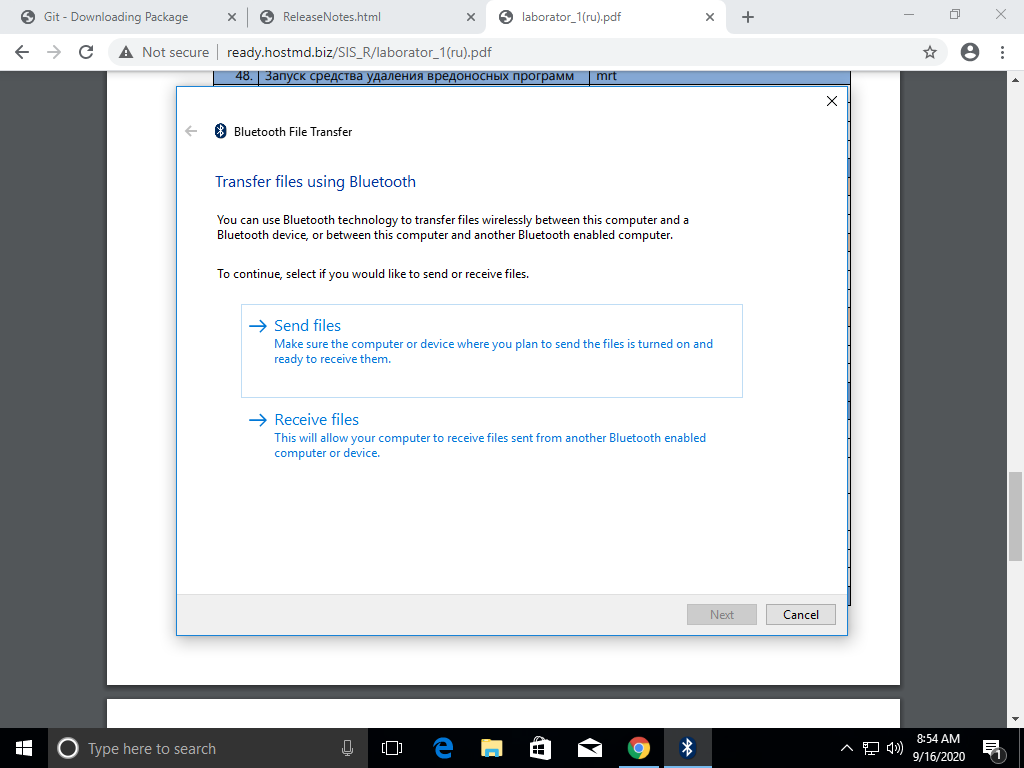 Git - Downloading Package
ReleaseNotes.html
laborator_1(ru).pdf
Not secure
ready.hostmd.biz/SIS_R/laborator_1(ru).pdf
48. Запуск средства удаления вредоносных программ mrt
Bluetooth File Transfer
Transfer files using Bluetooth
You can use Bluetooth technology to transfer files wirelessly between this computer and a
Bluetooth device, or between this computer and another Bluetooth enabled computer.
To continue, select if you would like to send or receive files.
Send files
Make sure the computer or device where you plan to send the files is turned on and
ready to receive them.
Receive files
This will allow your computer to receive files sent from another Bluetooth enabled
computer or device.
Next
Cancel
Type here to search
8:54 AM
9/16/2020
1